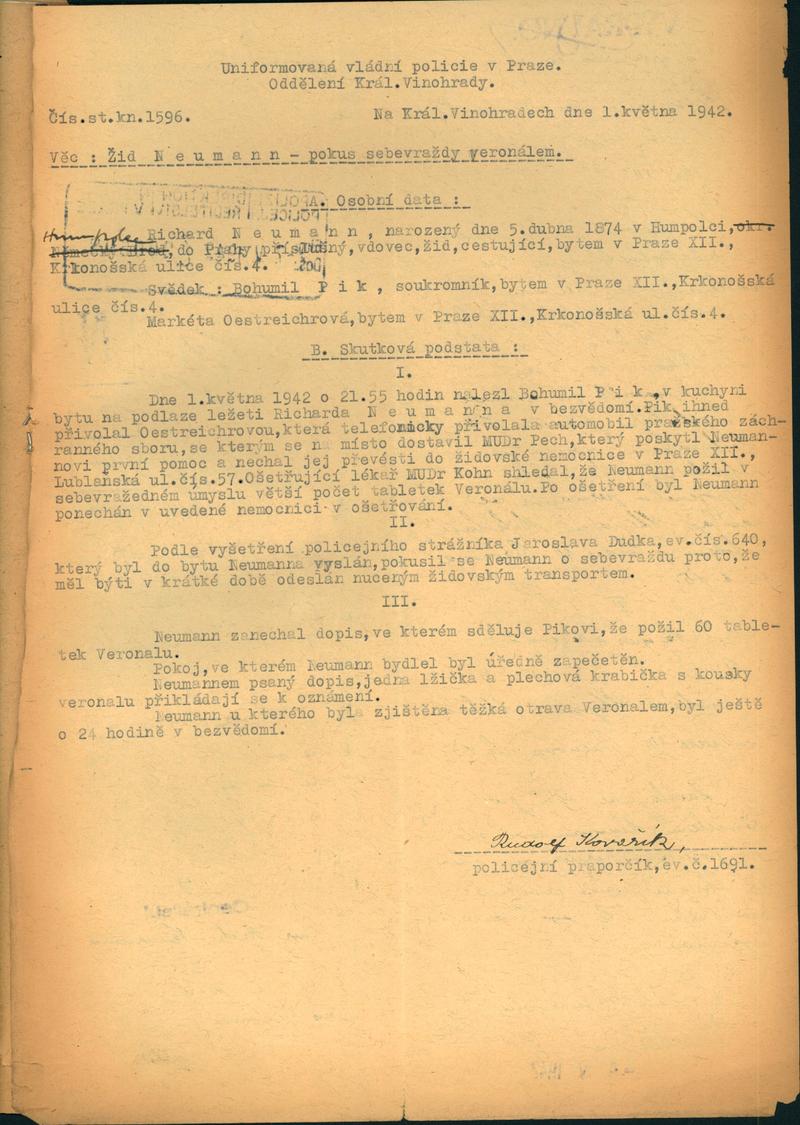 Uniformovaná vládní policie v Praze.
Oddělení Král.Vinohrady.
Čís.st.kn.1596. Na Král.Vinohradech dne 1.května 1942.
Věc : Žid N e u m a n n - pokus sebevraždy veronálem.
A. Osobní data :
Richard N e u m a n n , narozený dne 5.dubna 1874 v Humpolci, okr.
Humpolec
Německý Brod, do Prahy příslušný, vdovec, žid, cestující, bytem v Praze XII.,
Krkonošská ulice čís.4.
Svědek : Bohumil P i k , soukromník, bytem v Praze XII.,Krkonošská
ulice čís.4.
Markéta Oestreichrová, bytem v Praze XII.,Krkonošská ul.čís.4.
B. Skutková podstata :
I.
Dne 1.května 1942 o 21.55 hodin nalezl Bohumil P i k , v kuchyni
bytu na podlaze ležeti Richarda N e u m a n n a v bezvědomí.Pik ihned
přivolal Oestreichrovou, která telefonicky přivolala automobil pražského zách-
ranného sboru, se kterým se na místo dostavil MUDr Pech, který poskytl Neuman-
novi první pomoc a nechal jej převésti do židovské nemocnice v Praze XII.,
Lublaňská ul.čís.57.Ošetřující lékař MUDr Kohn shledal, že Neumann požil v
sebevražedném úmyslu větší počet tabletek Veronálu.Po ošetření byl Neumann
ponechán v uvedené nemocnici v ošetřování.
II.
Podle vyšetření policejního strážníka Jaroslava Dudka, ev.čís.640,
který byl do bytu Neumanna vyslán, pokusil se Neumann o sebevraždu proto, že
měl býti v krátké době odeslán nuceným židovským transportem.
III.
Neumann zanechal dopis, ve kterém sděluje Pikovi, že požil 60 table-
tek Veronalu.
Pokoj, ve kterém Neumann bydlel byl úředně zapečetěn.
Neumannem psaný dopis, jedna lžička a plechová krabička s kousky
veronalu přikládají se k oznámení.
Neumann u kterého byla zjištěna těžká otrava Veronalem, byl ještě
o 24 hodině v bezvědomí.
Rudolf Kovařík,
policejní praporčík, ev.č.1691.